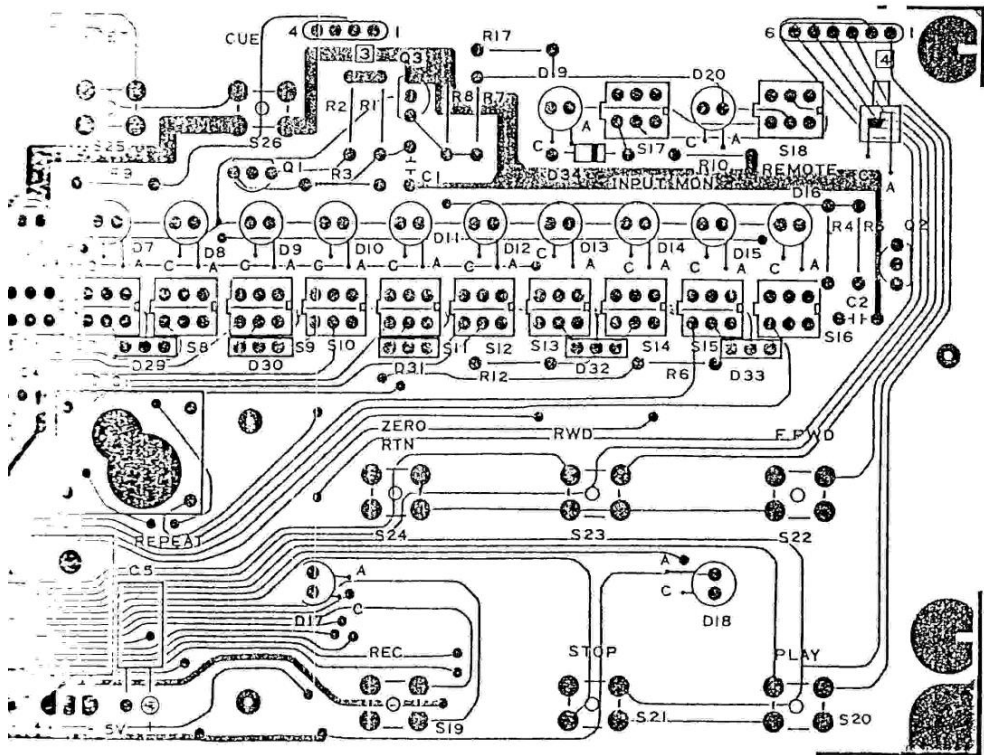 4 1
CUE
3
Q3
R17
6 1
4
D19 D20
R2 R1 R8 R7
A A
S25 S26 C S17 C S18
Q1 R3 C1 D34 R10 REMOTE C A
INPUT MON
D16
R4 R5 Q2
D7 D8 D9 D10 D11 D12 D13 D14 D15
A C A G A G A C A C A C A C A C A C A
C2
S8 S9 S10 S11 S12 S13 S14 S15 S16
D29 D30 D31 R12 D32 R6 D33
ZERO RTN
RWD
F.FWD
S24 S23 S22
REPEAT
C5
A
C
D17
A
C
D18
REC STOP PLAY
5V
+
S19 S21 S20